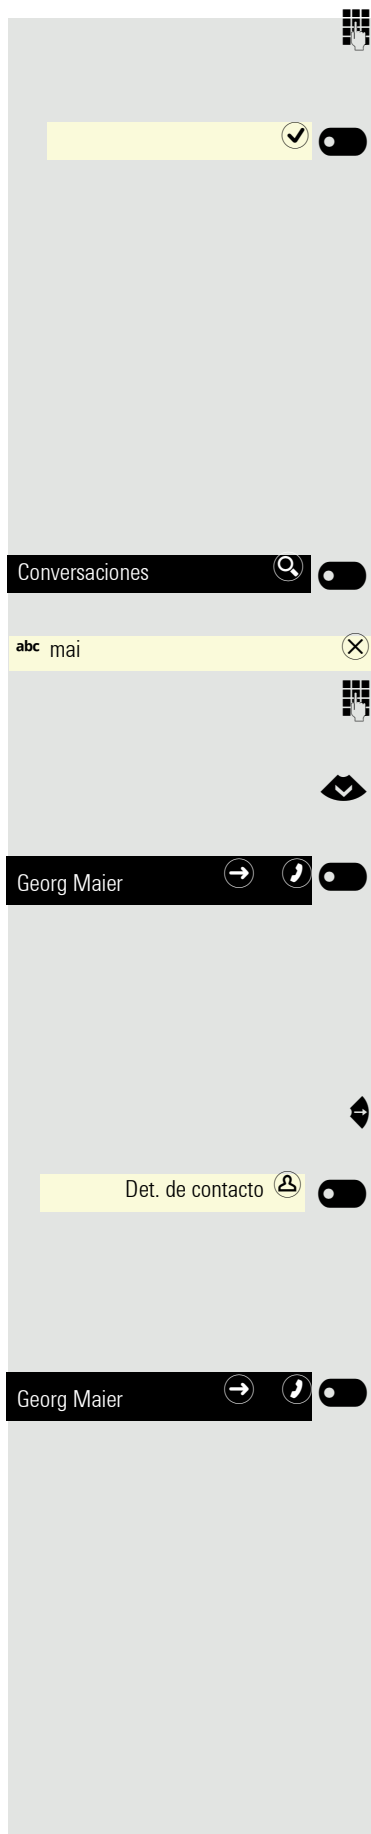 Conversaciones
abc mai
Georg Maier
Det. de contacto
Georg Maier